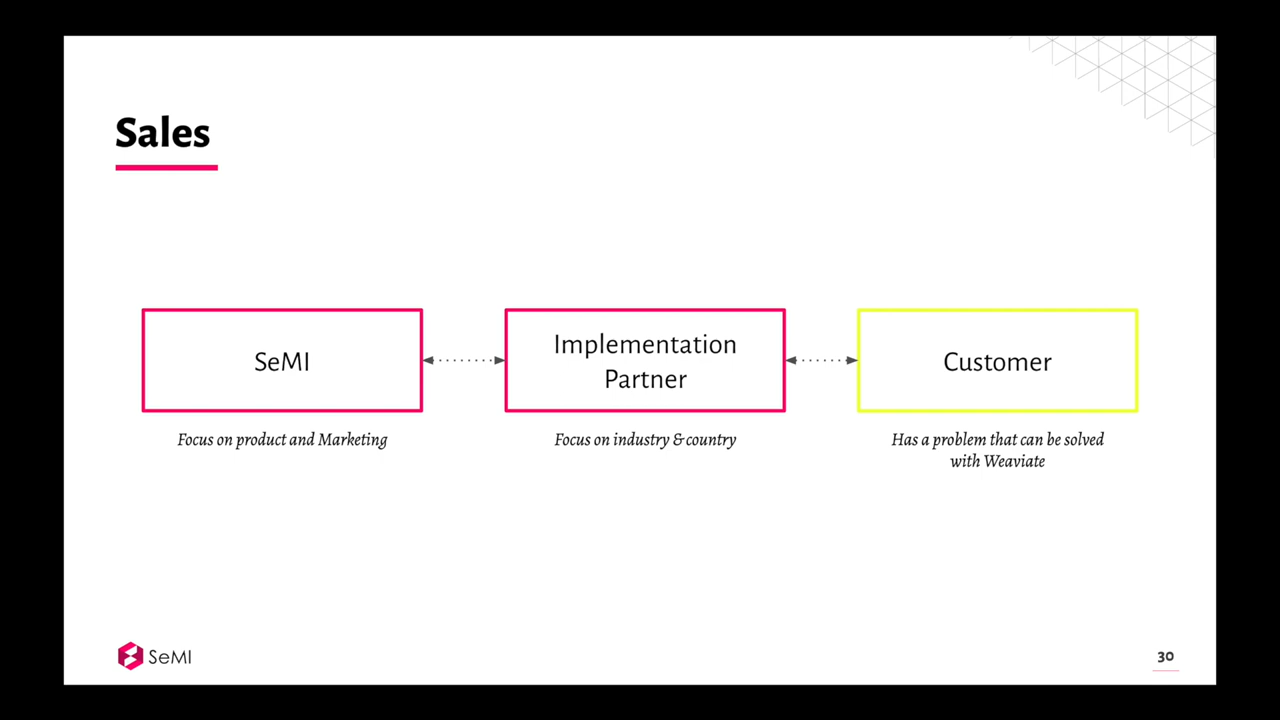 Sales
SeMI
Implementation
Partner
Customer
Focus on product and Marketing
Focus on industry & country
Has a problem that can be solved
with Weaviate
SeMI
30